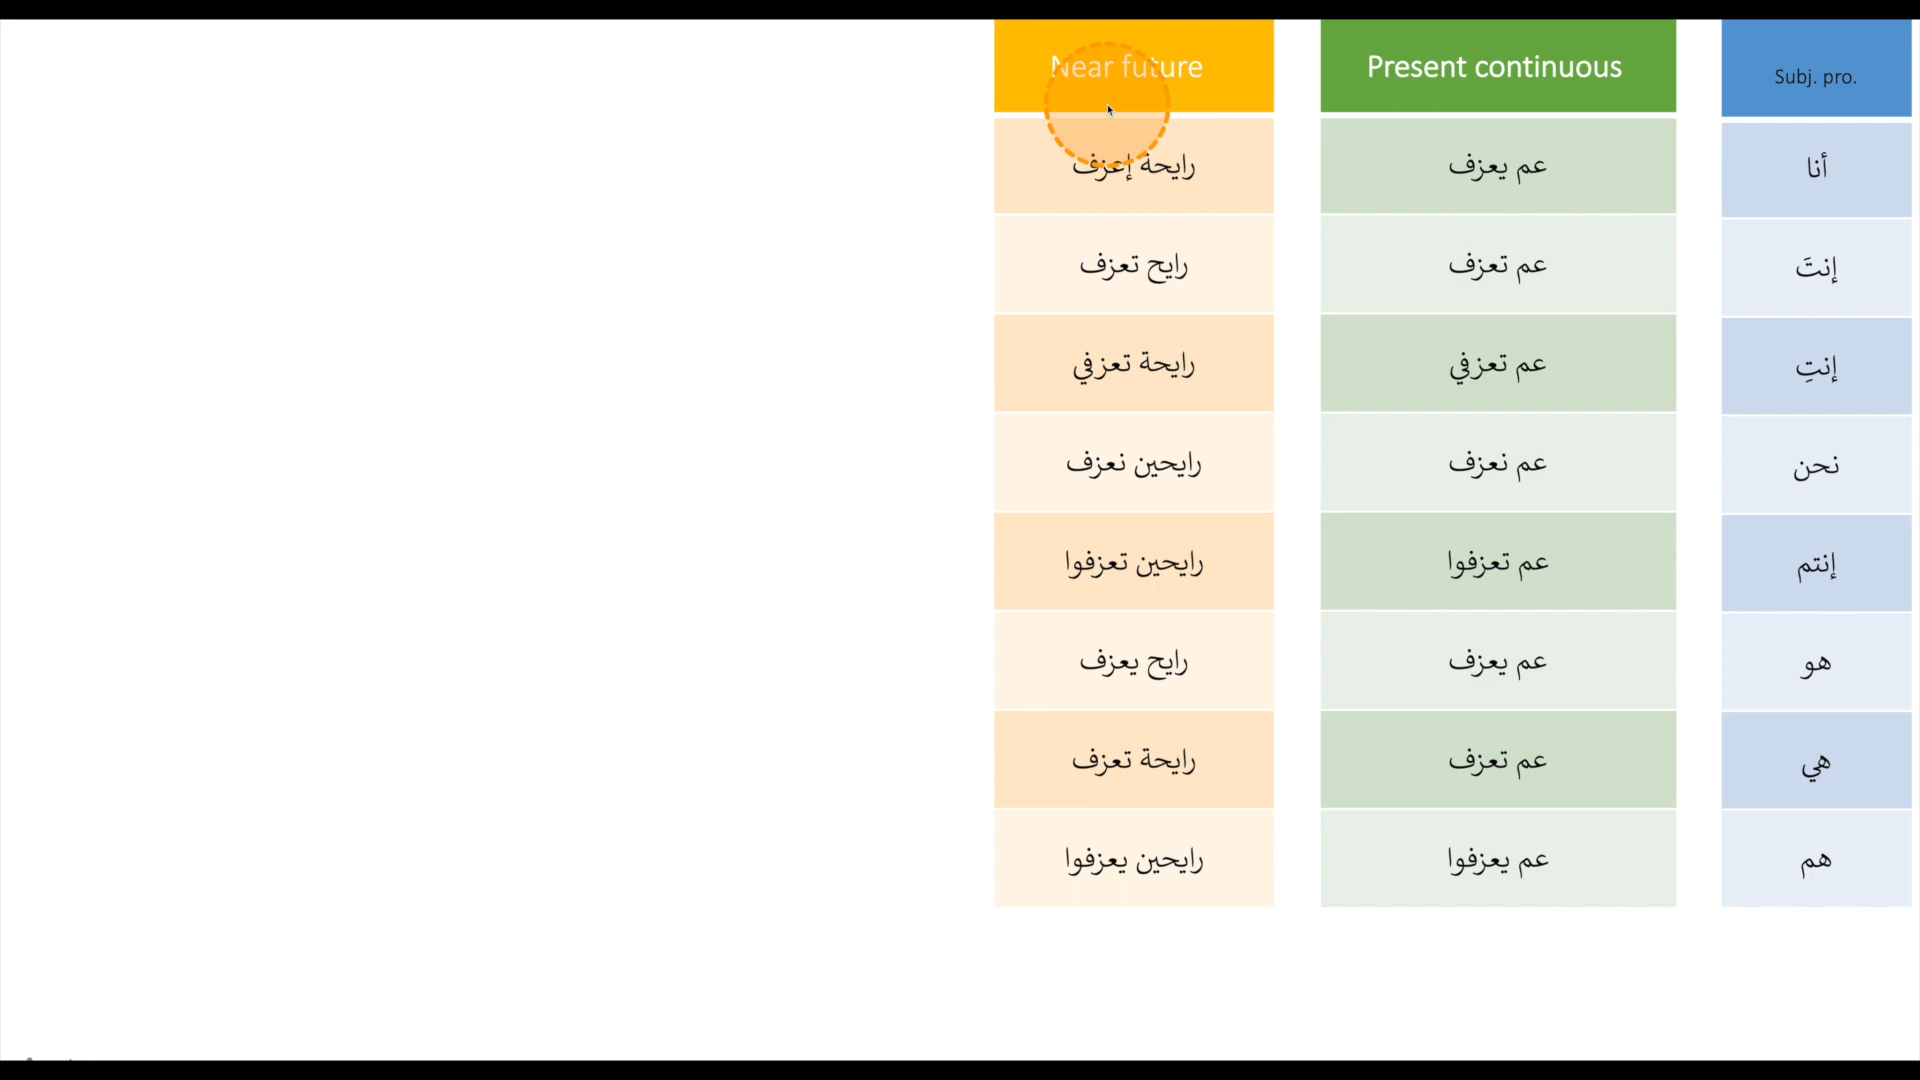 Subj. pro. Present continuous Near future
أنا عم يعزف رايحة إعزف
إنتَ عم تعزف رايح تعزف
إنتِ عم تعزفي رايحة تعزفي
نحن عم نعزف رايحين نعزف
إنتم عم تعزفوا رايحين تعزفوا
هو عم يعزف رايح يعزف
هي عم تعزف رايحة تعزف
هم عم يعزفوا رايحين يعزفوا